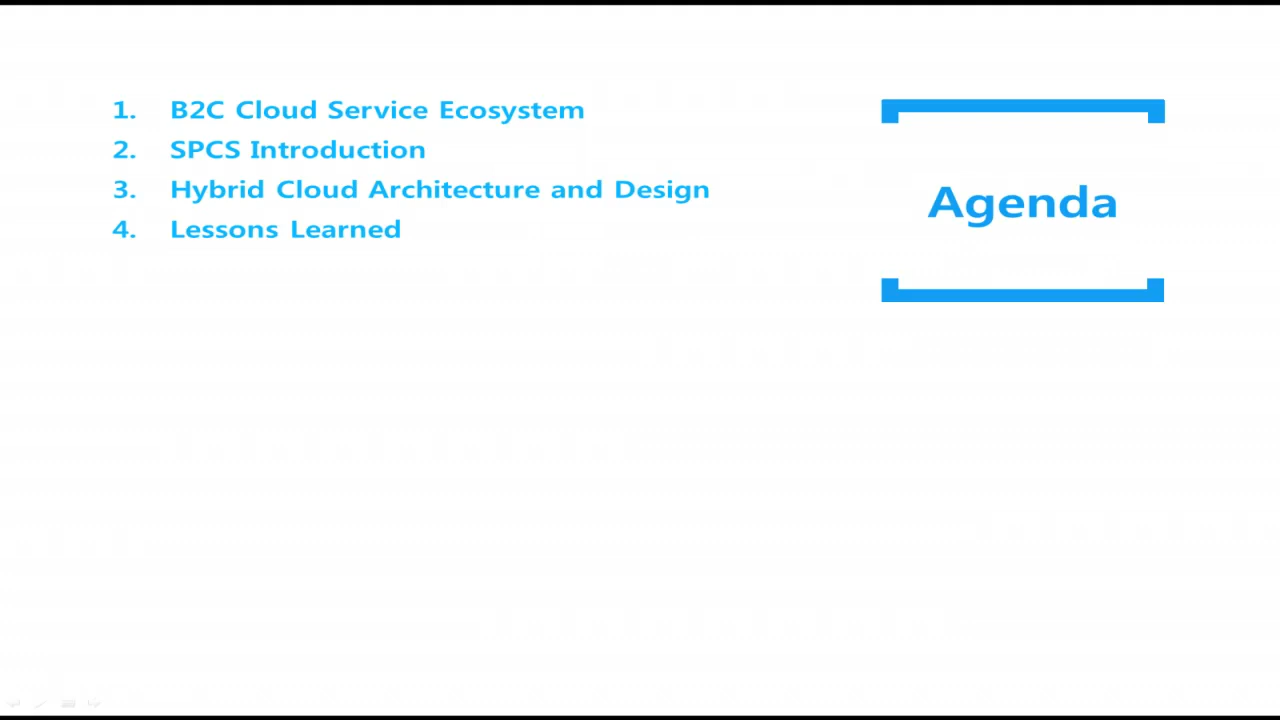 1. B2C Cloud Service Ecosystem
2. SPCS Introduction
3. Hybrid Cloud Architecture and Design
4. Lessons Learned
Agenda